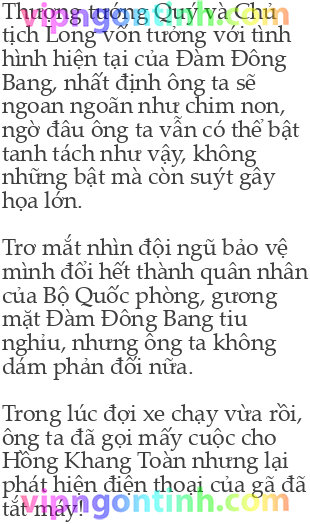 Thượng tướng Quý và Chủ
tịch Long vốn tưởng với tình
hình hiện tại của Đàm Đông
Bang, nhất định ông ta sẽ
ngoan ngoãn như chim non,
ngờ đâu ông ta vẫn có thể bật
tanh tách như vậy, không
những bật mà còn suýt gây
họa lớn.
Trơ mắt nhìn đội ngũ bảo vệ
mình đổi hết thành quân nhân
của Bộ Quốc phòng, gương
mặt Đàm Đông Bang tiu
nghỉu, nhưng ông ta không
dám phản đối nữa.
Trong lúc đợi xe chạy vừa rồi,
ông ta đã gọi mấy cuộc cho
Hồng Khang Toàn nhưng lại
phát hiện điện thoại của gã đã
tắt máy!
vipngontinh.com
vipngontinh.com